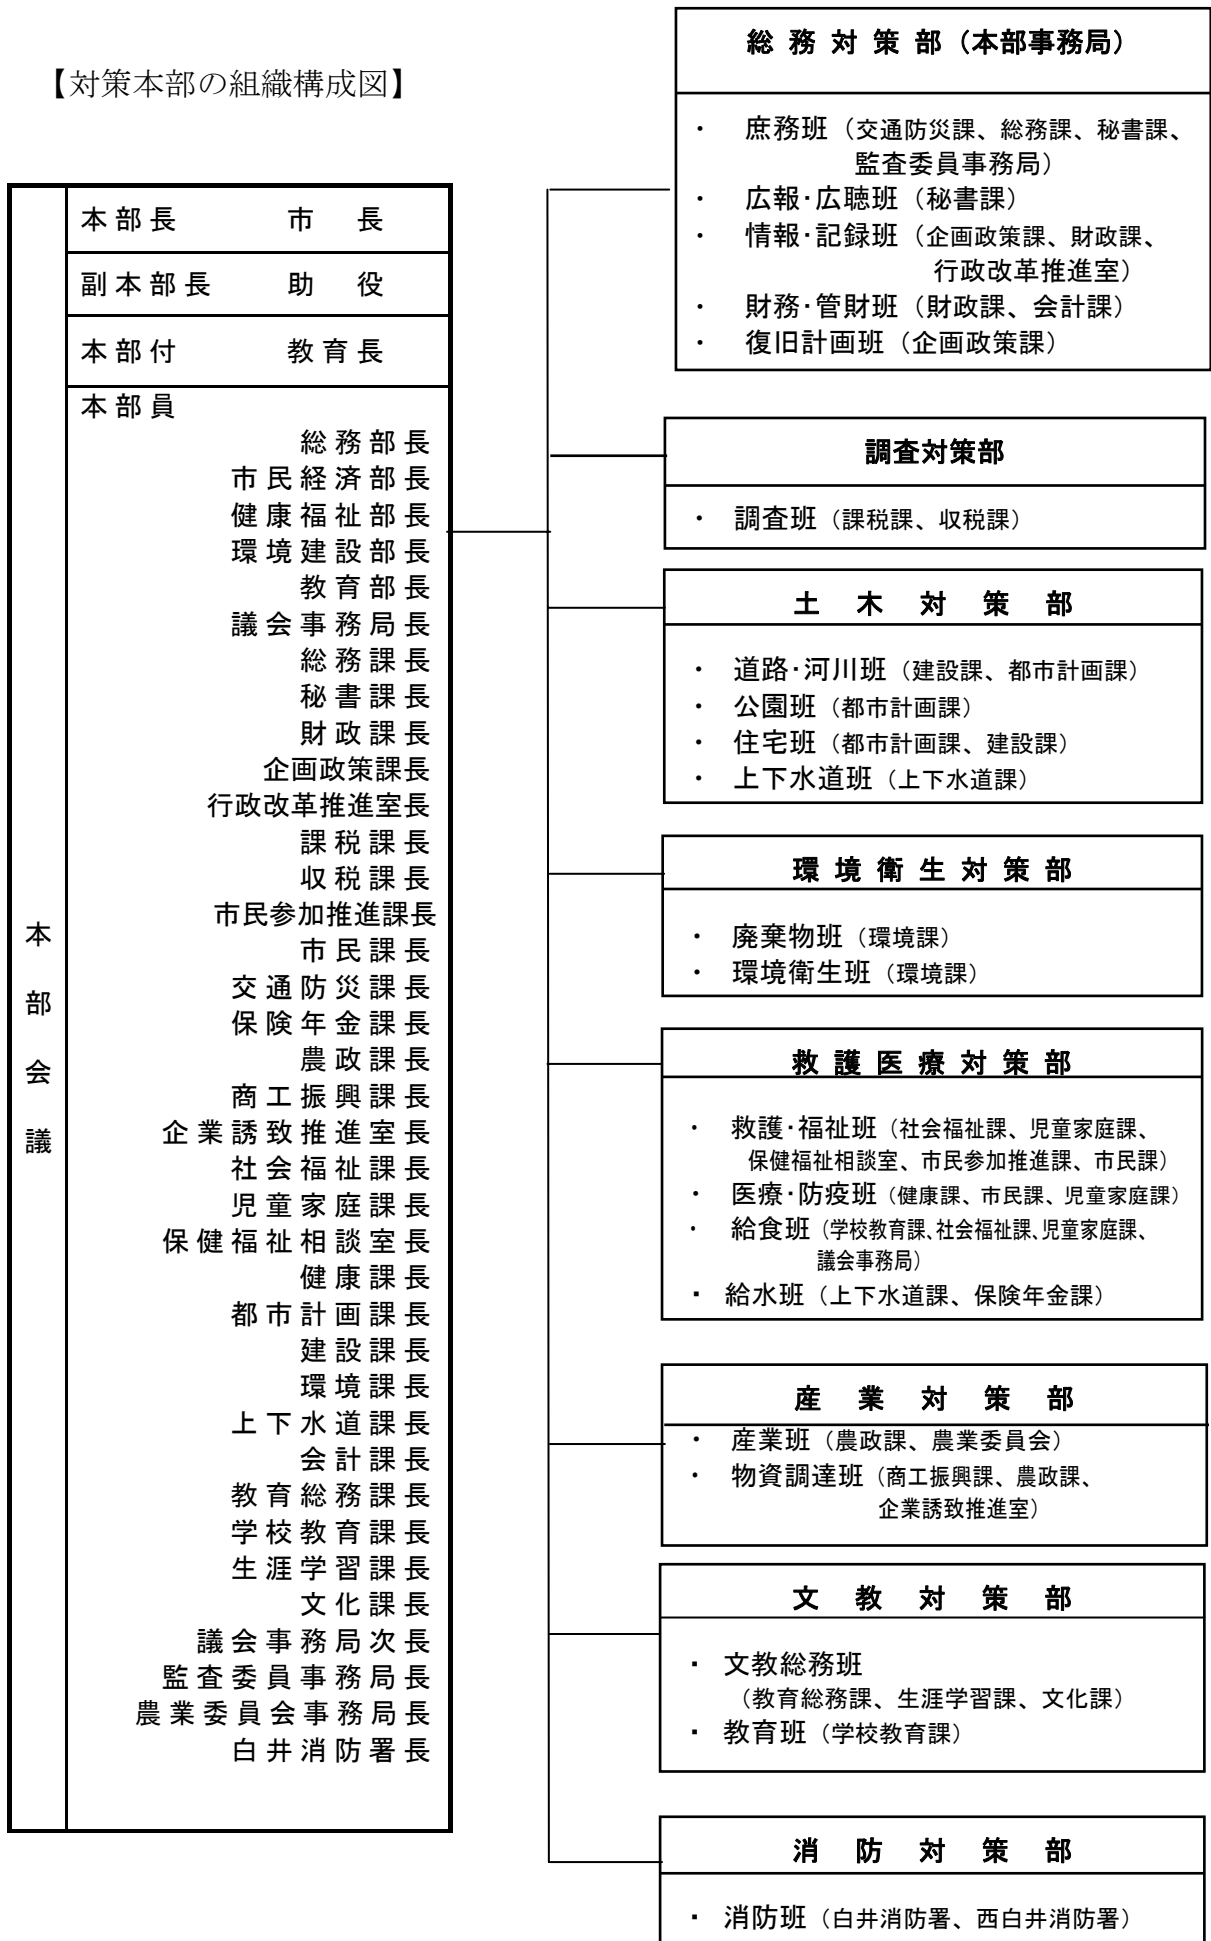 【対策本部の組織構成図】
本部会議
本部長 市長
副本部長 助役
本部付 教育長
本部員
総務部長
市民経済部長
健康福祉部長
環境建設部長
教育部長
議会事務局長
総務課長
秘書課長
財政課長
企画政策課長
行政改革推進室長
課税課長
収税課長
市民参加推進課長
市民課長
交通防災課長
保険年金課長
農政課長
商工振興課長
企業誘致推進室長
社会福祉課長
児童家庭課長
保健福祉相談室長
健康課長
都市計画課長
建設課長
環境課長
上下水道課長
会計課長
教育総務課長
学校教育課長
生涯学習課長
文化課長
議会事務局次長
監査委員事務局長
農業委員会事務局長
白井消防署長
総務対策部（本部事務局）
・ 庶務班（交通防災課、総務課、秘書課、
監査委員事務局）
・ 広報・広聴班（秘書課）
・ 情報・記録班（企画政策課、財政課、
行政改革推進室）
・ 財務・管財班（財政課、会計課）
・ 復旧計画班（企画政策課）
調査対策部
・ 調査班（課税課、収税課）
土木対策部
・ 道路・河川班（建設課、都市計画課）
・ 公園班（都市計画課）
・ 住宅班（都市計画課、建設課）
・ 上下水道班（上下水道課）
環境衛生対策部
・ 廃棄物班（環境課）
・ 環境衛生班（環境課）
救護医療対策部
・ 救護・福祉班（社会福祉課、児童家庭課、
保健福祉相談室、市民参加推進課、市民課）
・ 医療・防疫班（健康課、市民課、児童家庭課）
・ 給食班（学校教育課、社会福祉課、児童家庭課、
議会事務局）
・ 給水班（上下水道課、保険年金課）
産業対策部
・ 産業班（農政課、農業委員会）
・ 物資調達班（商工振興課、農政課、
企業誘致推進室）
文教対策部
・ 文教総務班
（教育総務課、生涯学習課、文化課）
・ 教育班（学校教育課）
消防対策部
・ 消防班（白井消防署、西白井消防署）